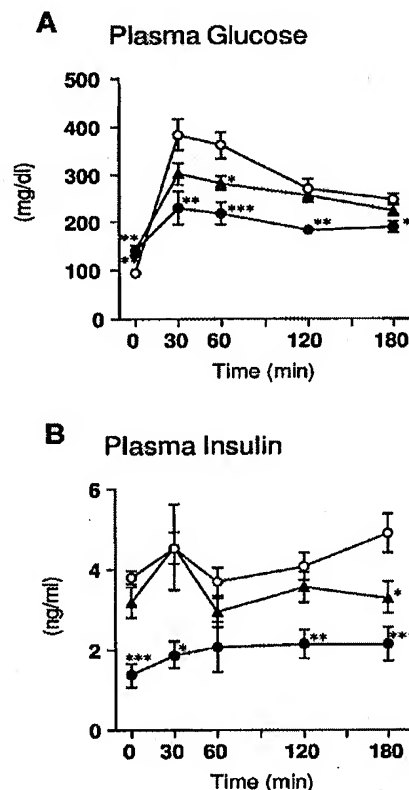 A Plasma Glucose
500
400
300
200
100
0
(mg/dl)
**
**
**
*
***
**
*
0 30 60 120 180
Time (min)
B Plasma Insulin
6
4
2
0
(ng/ml)
***
*
**
*
**
0 30 60 120 180
Time (min)